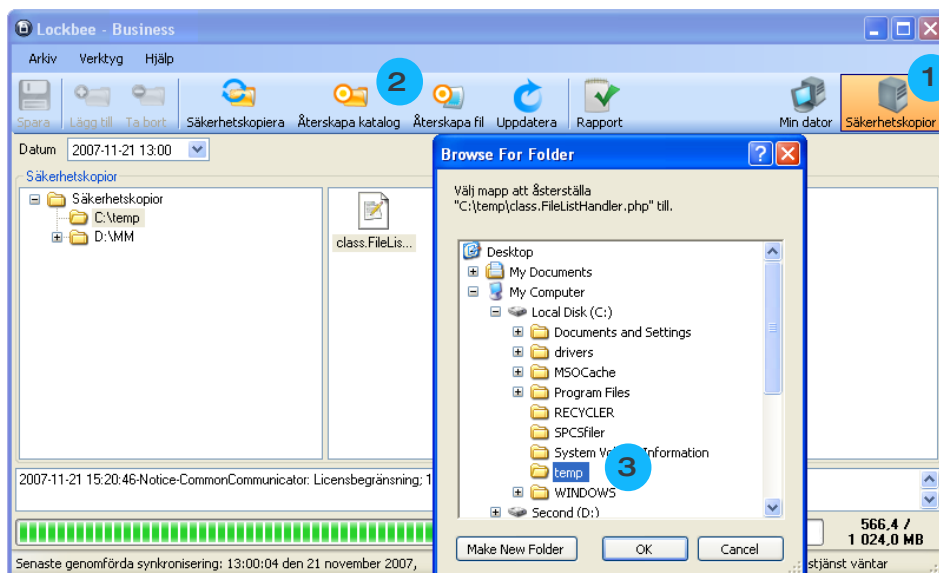 Lockbee - Business
Arkiv Verktyg Hjälp
1
2
Spara Lägg till Ta bort Säkerhetskopiera Återskapa katalog Återskapa fil Uppdatera Rapport Min dator Säkerhetskopior
Datum 2007-11-21 13:00
Säkerhetskopior
Säkerhetskopior
C:\temp
D:\MM
class.FileLis...
Browse For Folder
Välj mapp att åsterställa
"C:\temp\class.FileListHandler.php" till.
Desktop
My Documents
My Computer
Local Disk (C:)
Documents and Settings
drivers
MSOCache
Program Files
RECYCLER
SPCSfiler
System Vol Information
temp
3
WINDOWS
Second (D:)
Make New Folder OK Cancel
2007-11-21 15:20:46-Notice-CommonCommunicator: Licensbegränsning; 1
566,4 /
1 024,0 MB
Senaste genomförda synkronisering: 13:00:04 den 21 november 2007,
stjänst väntar